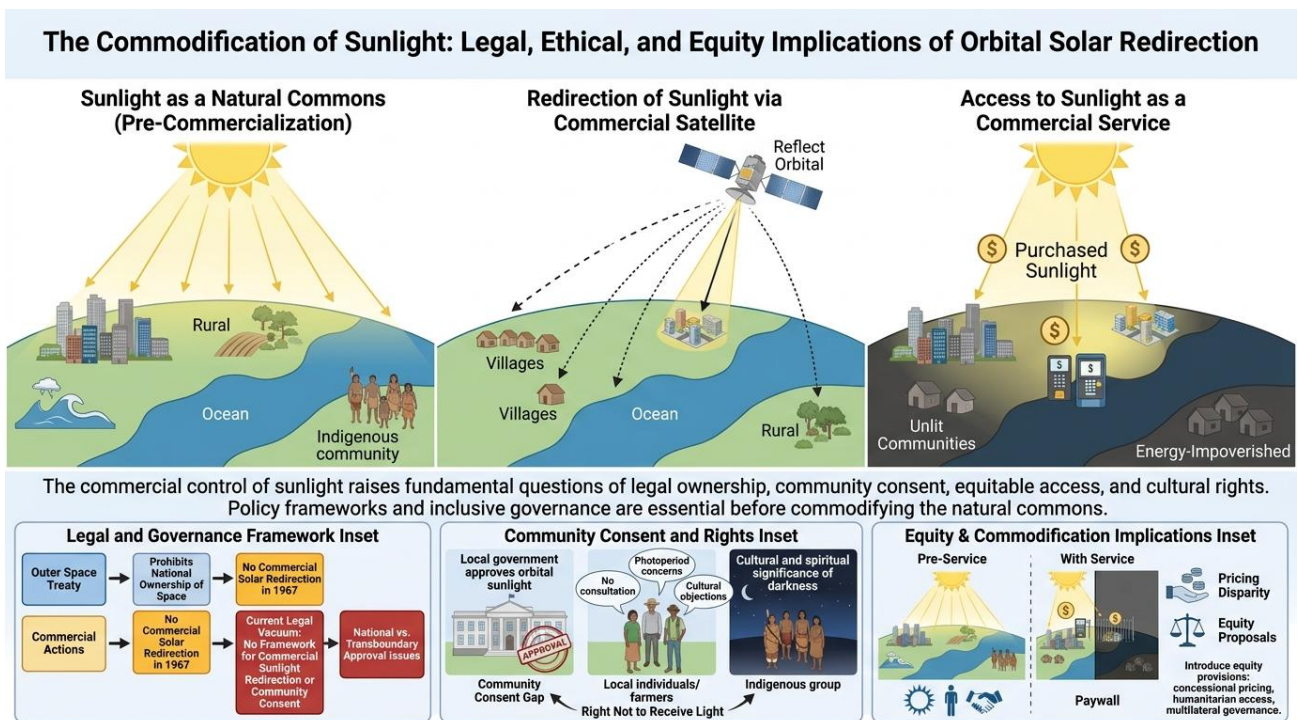 The Commodification of Sunlight: Legal, Ethical, and Equity Implications of Orbital Solar Redirection
Sunlight as a Natural Commons
(Pre-Commercialization)
Rural
Ocean
Indigenous
community
Redirection of Sunlight via
Commercial Satellite
Reflect
Orbital
Villages
Villages
Ocean
Rural
Access to Sunlight as a
Commercial Service
$
Purchased
Sunlight
$
$
$
$
Unlit
Communities
Energy-Impoverished
The commercial control of sunlight raises fundamental questions of legal ownership, community consent, equitable access, and cultural rights.
Policy frameworks and inclusive governance are essential before commodifying the natural commons.
Legal and Governance Framework Inset
Outer Space
Treaty
Prohibits
National
Ownership of
Space
No Commercial
Solar Redirection
in 1967
Commercial
Actions
No
Commercial
Solar
Redirection
in 1967
Current Legal
Vacuum:
No Framework
for Commercial
Sunlight
Redirection or
Community
Consent
National vs.
Transboundary
Approval issues
Community Consent and Rights Inset
Local government
approves orbital
sunlight
APPROVAL
Community
Consent Gap
No
consultation
Photoperiod
concerns
Cultural
objections
Local individuals/
farmers
Right Not to Receive Light
Cultural and spiritual
significance of
darkness
Indigenous group
Equity & Commodification Implications Inset
Pre-Service
With Service
$
$
Paywall
Pricing
Disparity
Equity
Proposals
Introduce equity
provisions:
concessional pricing,
humanitarian access,
multilateral governance.